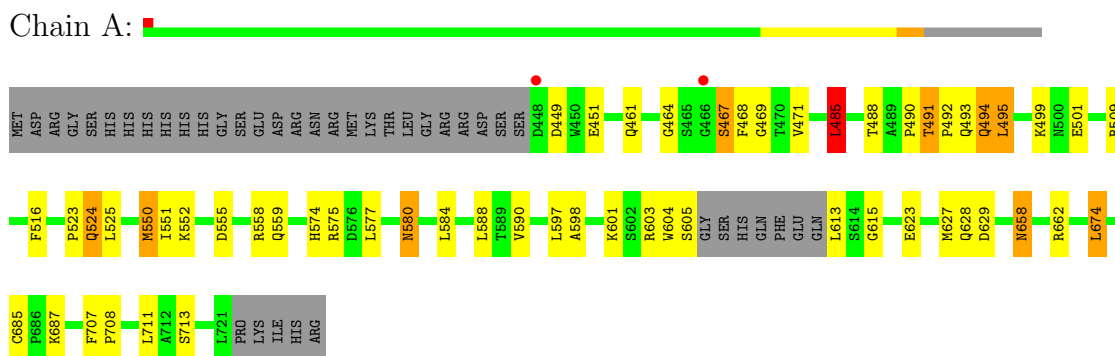 Chain A:
MET ASP ARG GLY SER HIS HIS HIS HIS HIS HIS GLY SER GLU ASP ARG ASN ARG MET LYS THR LEU GLY ARG ARG ASP SER SER D448 D449 W450 E451 Q461 G464 S465 G466 S467 F468 G469 T470 V471 L485 T488 A489 P490 T491 P492 Q493 Q494 L495 K499 N500 E501
F516 P523 Q524 L525 M550 I551 K552 D555 R558 Q559 H574 R575 D576 L577 N580 L584 L588 T589 V590 L597 A598 K601 S602 R603 W604 S605 GLY SER HIS GLN PHE GLU GLN L613 S614 G615 E623 M627 Q628 D629 N658 R662 L674
C685 P686 K687 F707 P708 L711 A712 S713 L721 PRO LYS ILE HIS ARG